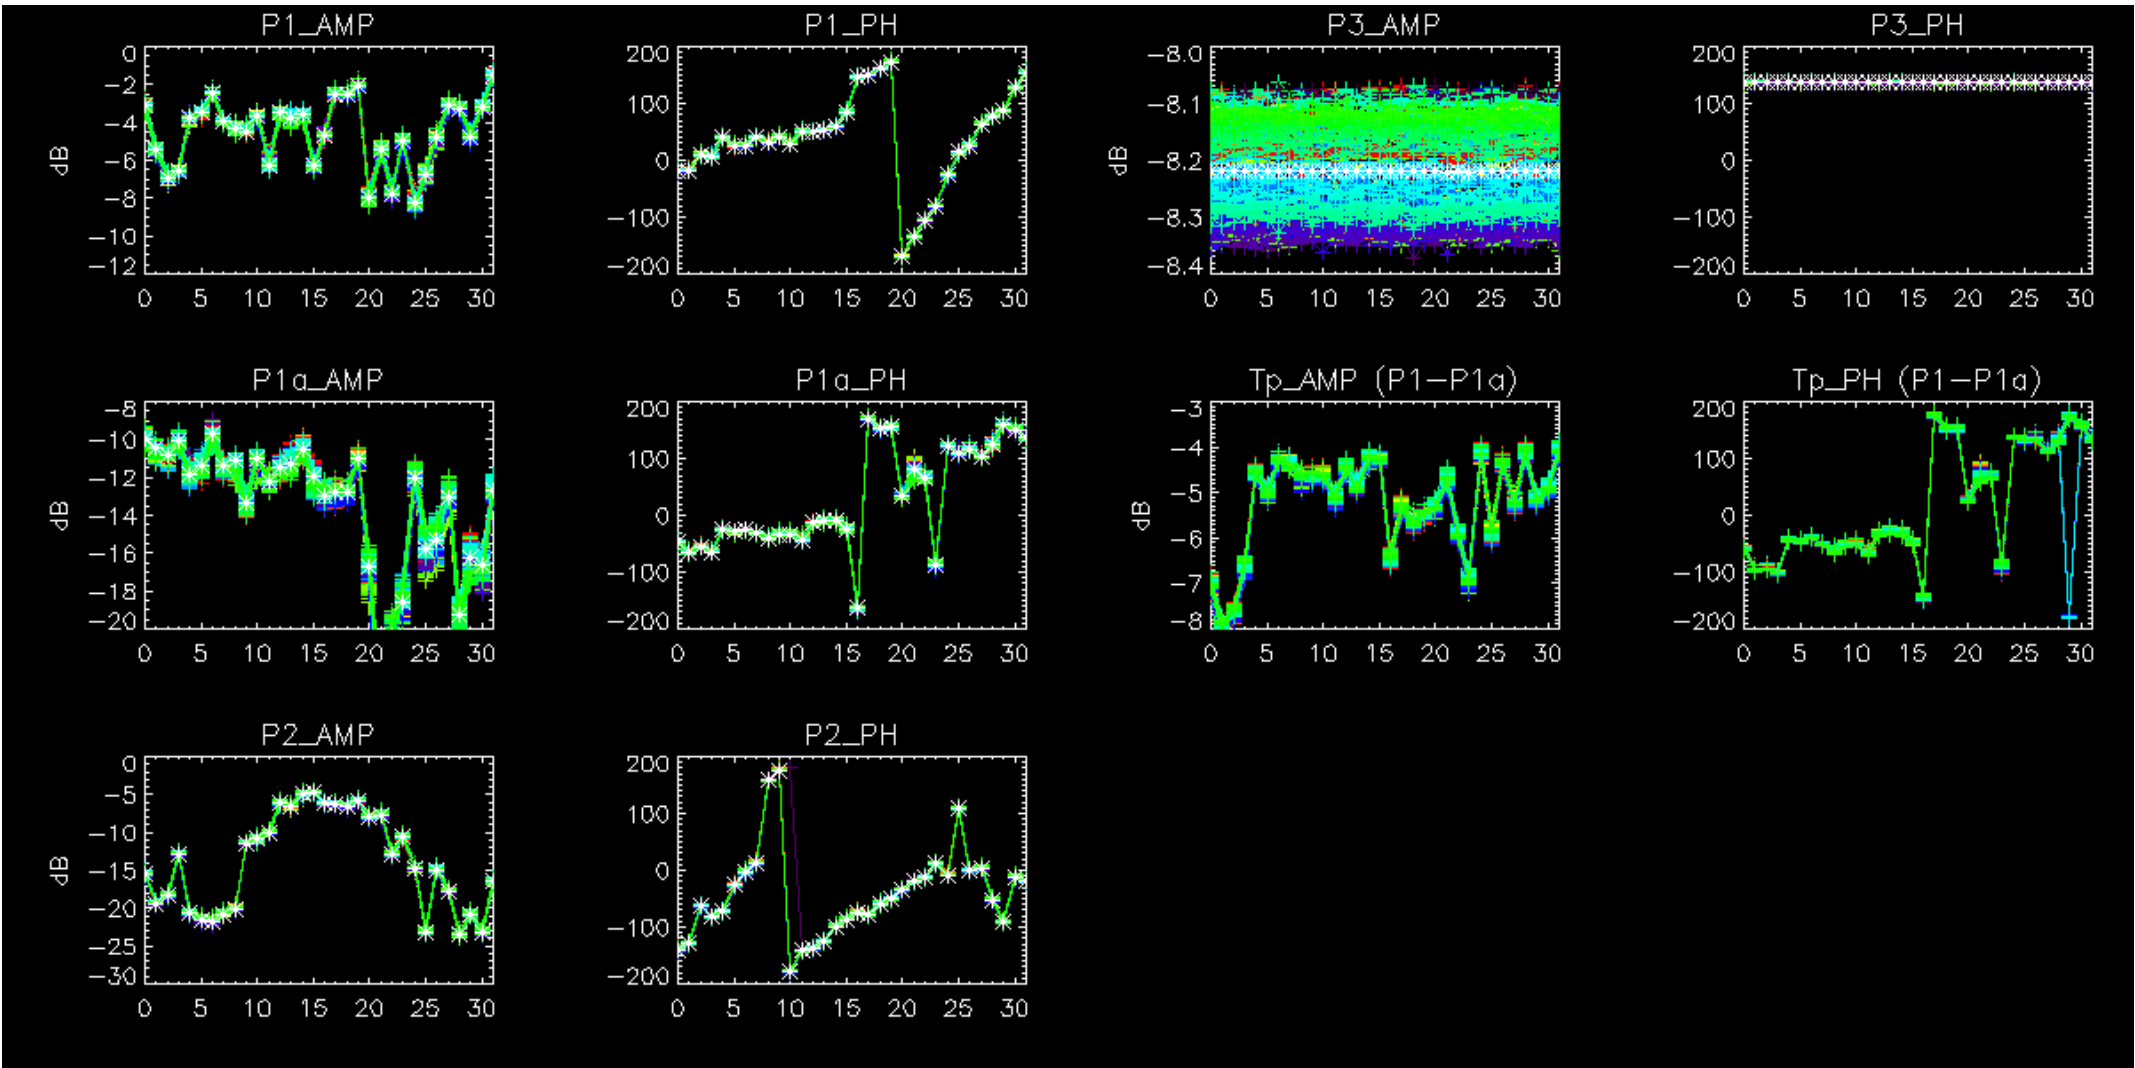 P1_AMP
P1_PH
P3_AMP
P3_PH
dB
0
−2
−4
−6
−8
−10
−12
0 5 10 15 20 25 30
200
100
0
−100
−200
0 5 10 15 20 25 30
dB
−8.0
−8.1
−8.2
−8.3
−8.4
0 5 10 15 20 25 30
200
100
0
−100
−200
0 5 10 15 20 25 30
P1a_AMP
P1a_PH
Tp_AMP (P1−P1a)
Tp_PH (P1−P1a)
dB
−8
−10
−12
−14
−16
−18
−20
0 5 10 15 20 25 30
200
100
0
−100
−200
0 5 10 15 20 25 30
dB
−3
−4
−5
−6
−7
−8
0 5 10 15 20 25 30
200
100
0
−100
−200
0 5 10 15 20 25 30
P2_AMP
P2_PH
dB
0
−5
−10
−15
−20
−25
−30
0 5 10 15 20 25 30
200
100
0
−100
−200
0 5 10 15 20 25 30